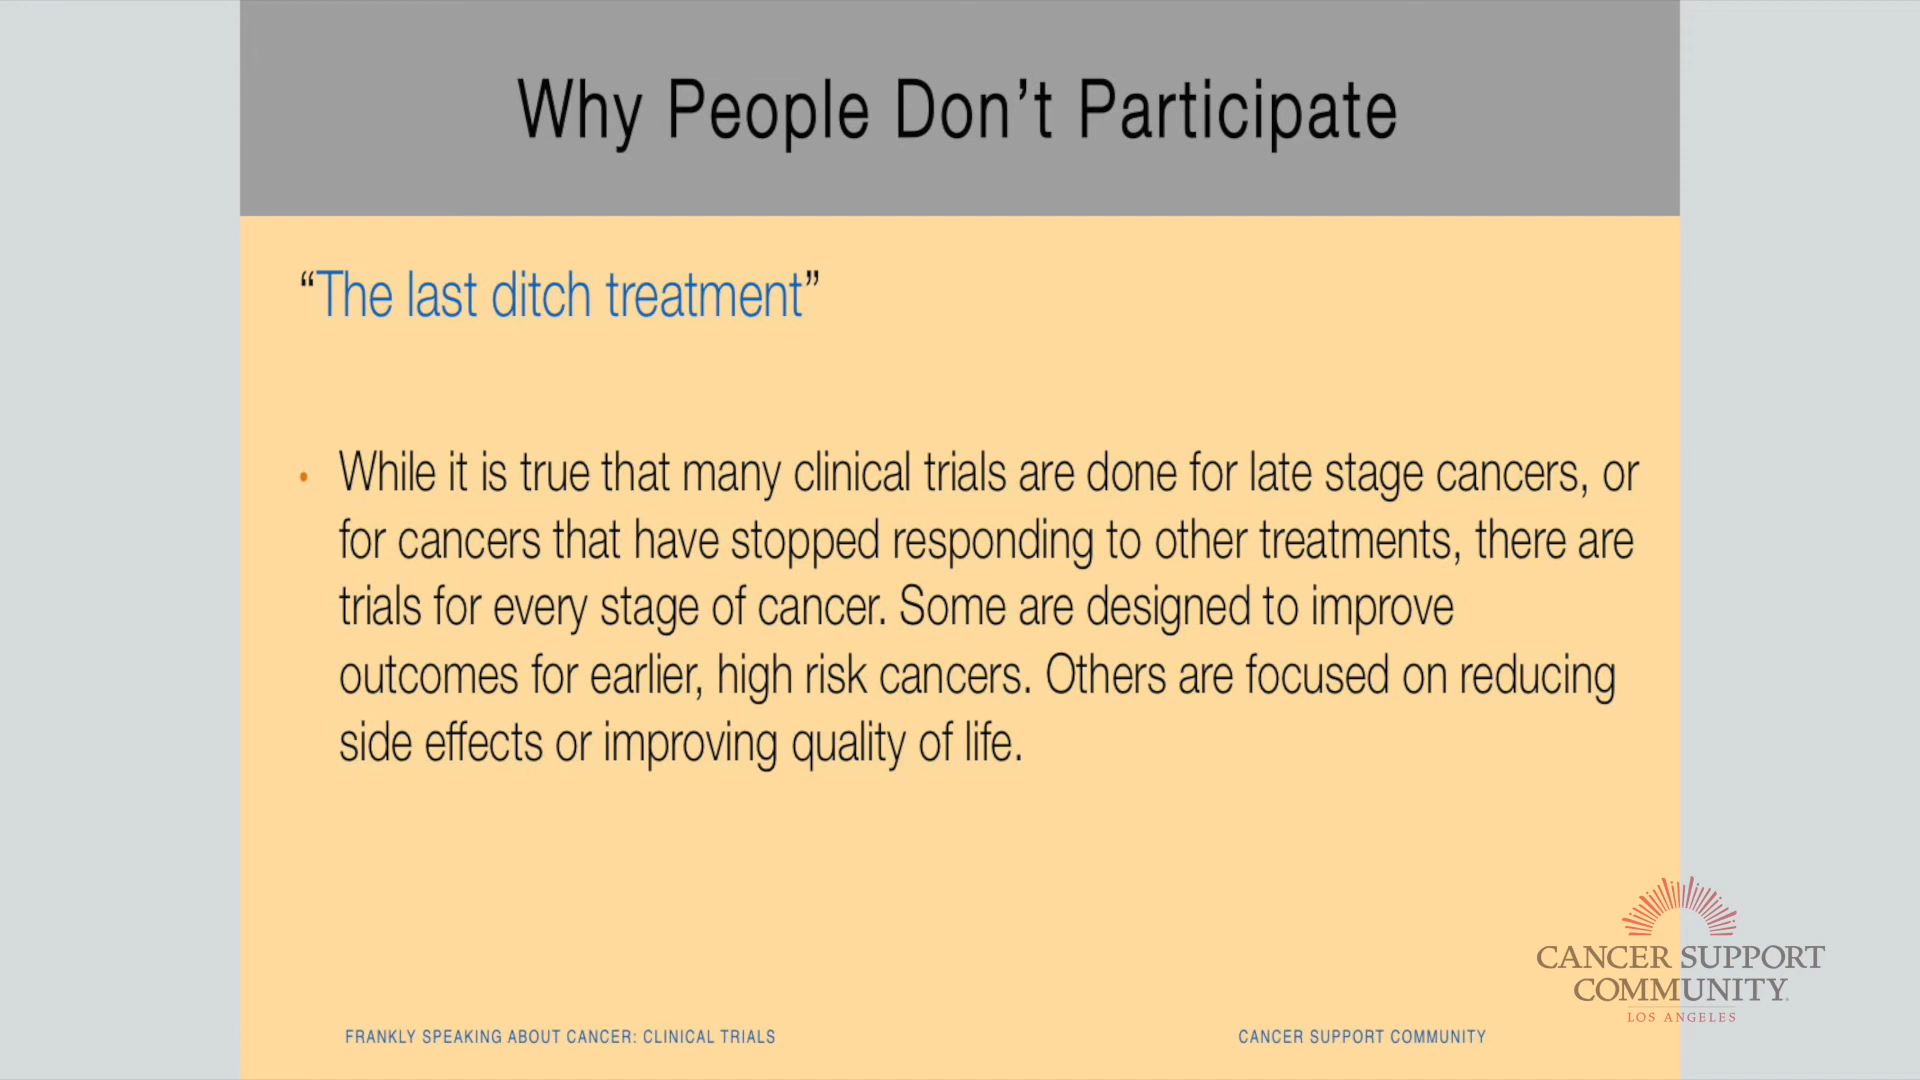 Why People Don’t Participate
“The last ditch treatment”
• While it is true that many clinical trials are done for late stage cancers, or
for cancers that have stopped responding to other treatments, there are
trials for every stage of cancer. Some are designed to improve
outcomes for earlier, high risk cancers. Others are focused on reducing
side effects or improving quality of life.
CANCER SUPPORT
COMMUNITY
LOS ANGELES
FRANKLY SPEAKING ABOUT CANCER: CLINICAL TRIALS
CANCER SUPPORT COMMUNITY